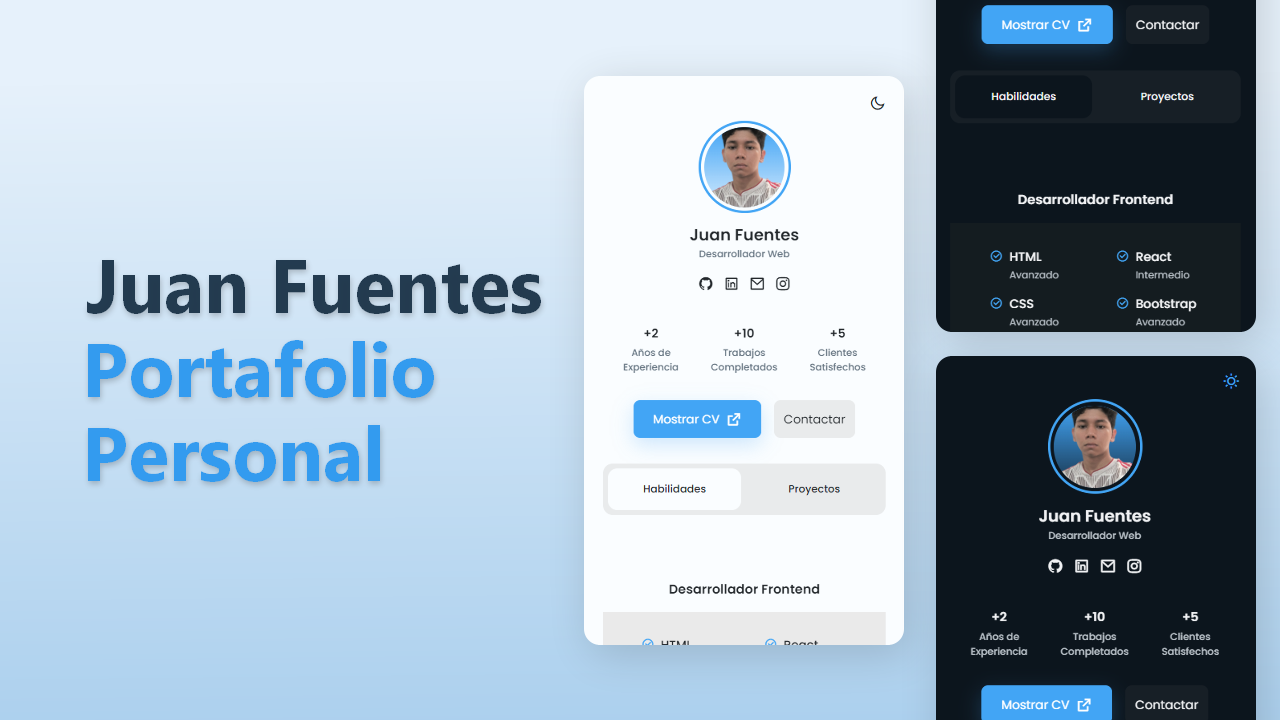 Juan Fuentes
Portafolio
Personal
Juan Fuentes
Desarrollador Web
+2 +10 +5
Años de Trabajos Clientes
Experiencia Completados Satisfechos
Mostrar CV Contactar
Habilidades Proyectos
Desarrollador Frontend
HTML React
Mostrar CV Contactar
Habilidades Proyectos
Desarrollador Frontend
HTML React
Avanzado Intermedio
CSS Bootstrap
Avanzado Avanzado
Juan Fuentes
Desarrollador Web
+2 +10 +5
Años de Trabajos Clientes
Experiencia Completados Satisfechos
Mostrar CV Contactar